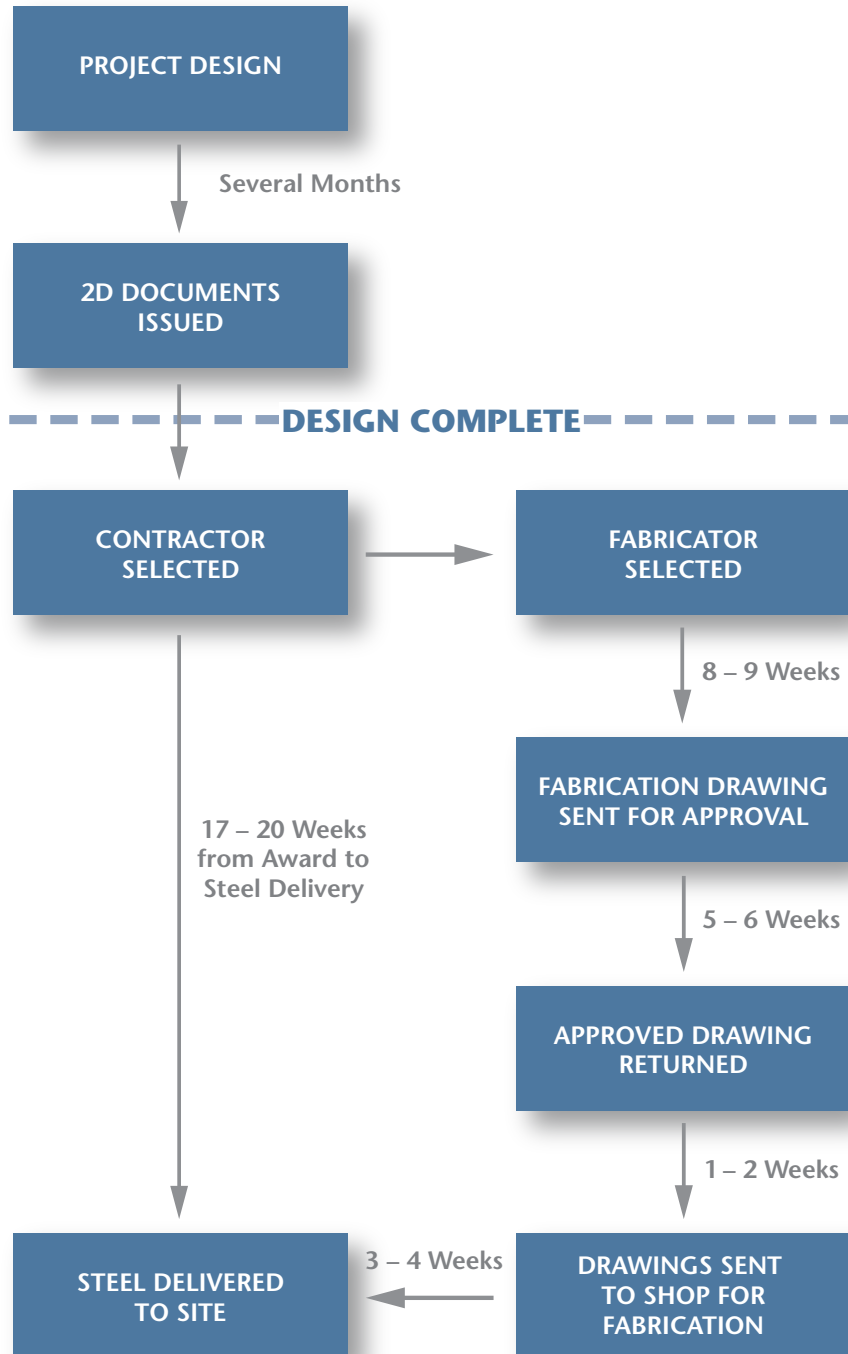 PROJECT DESIGN
Several Months
2D DOCUMENTS
ISSUED
DESIGN COMPLETE
CONTRACTOR
SELECTED
FABRICATOR
SELECTED
8 – 9 Weeks
FABRICATION DRAWING
SENT FOR APPROVAL
17 – 20 Weeks
from Award to
Steel Delivery
5 – 6 Weeks
APPROVED DRAWING
RETURNED
1 – 2 Weeks
3 – 4 Weeks
STEEL DELIVERED
TO SITE
DRAWINGS SENT
TO SHOP FOR
FABRICATION